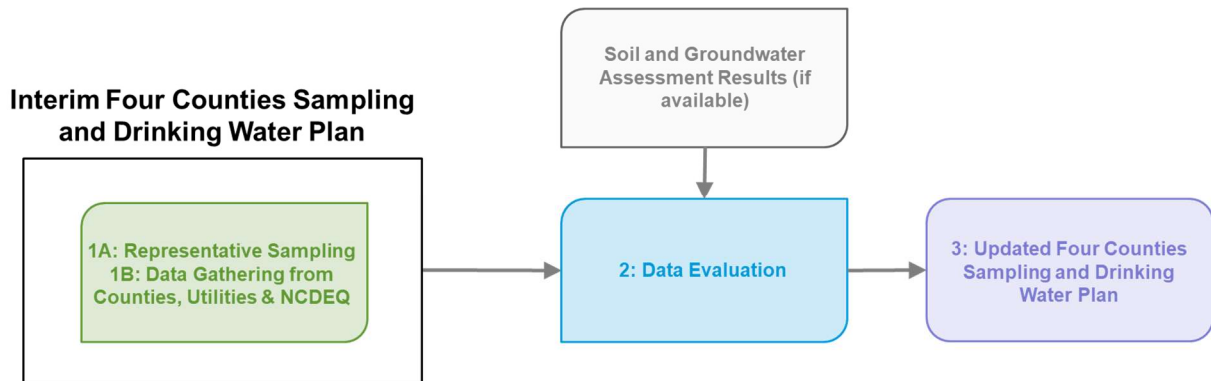 Interim Four Counties Sampling
and Drinking Water Plan
1A: Representative Sampling
1B: Data Gathering from
Counties, Utilities & NCDEQ
Soil and Groundwater
Assessment Results (if
available)
2: Data Evaluation
3: Updated Four Counties
Sampling and Drinking
Water Plan